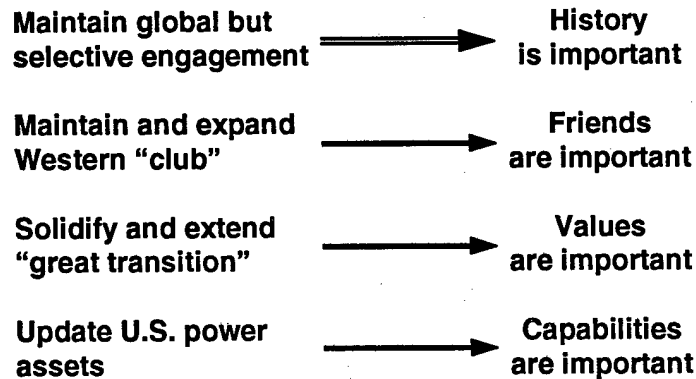 Maintain global but
selective engagement
History
is important
Maintain and expand
Western “club”
Friends
are important
Solidify and extend
“great transition”
Values
are important
Update U.S. power
assets
Capabilities
are important